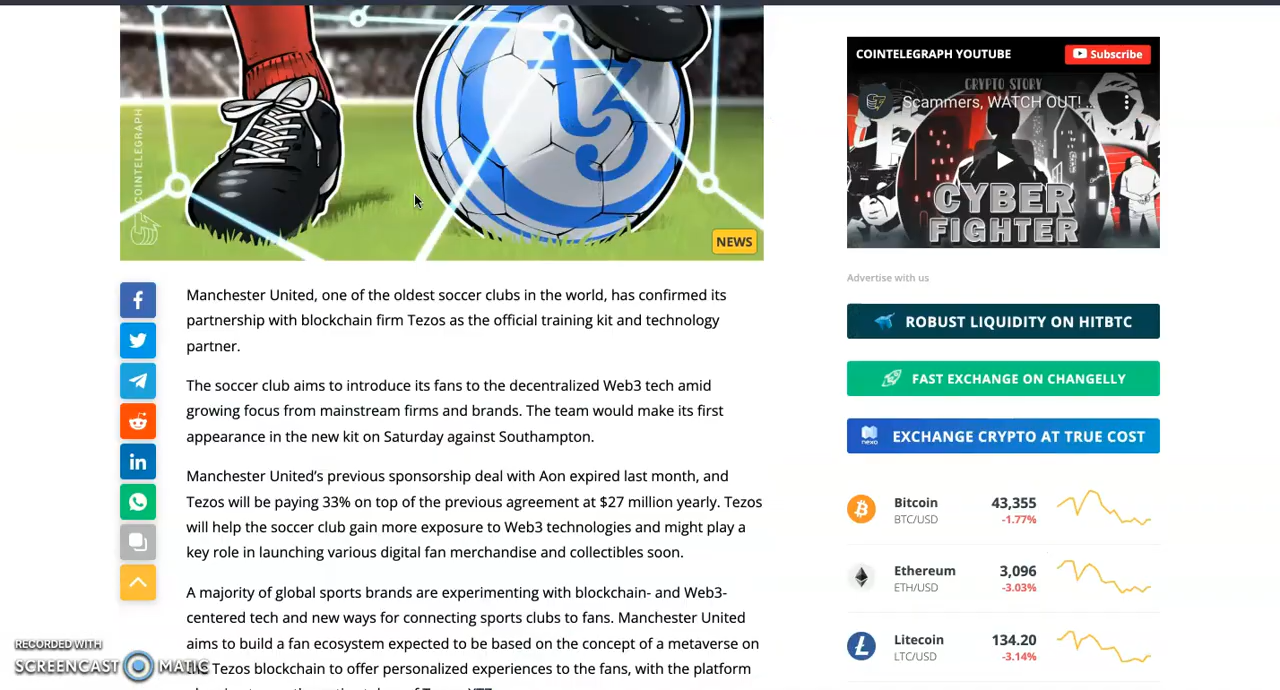 COINTELEGRAPH
NEWS
Manchester United, one of the oldest soccer clubs in the world, has confirmed its
partnership with blockchain firm Tezos as the official training kit and technology
partner.
The soccer club aims to introduce its fans to the decentralized Web3 tech amid
growing focus from mainstream firms and brands. The team would make its first
appearance in the new kit on Saturday against Southampton.
Manchester United's previous sponsorship deal with Aon expired last month, and
Tezos will be paying 33% on top of the previous agreement at $27 million yearly. Tezos
will help the soccer club gain more exposure to Web3 technologies and might play a
key role in launching various digital fan merchandise and collectibles soon.
A majority of global sports brands are experimenting with blockchain- and Web3-
centered tech and new ways for connecting sports clubs to fans. Manchester United
aims to build a fan ecosystem expected to be based on the concept of a metaverse on
the Tezos blockchain to offer personalized experiences to the fans, with the platform
RECORDED WITH
SCREENCAST MATIC
COINTELEGRAPH YOUTUBE
Subscribe
CRYPTO STORY
Scammers, WATCH OUT! ...
CYBER
FIGHTER
Advertise with us
ROBUST LIQUIDITY ON HITBTC
FAST EXCHANGE ON CHANGELLY
nexo EXCHANGE CRYPTO AT TRUE COST
Bitcoin 43,355
BTC/USD -1.77%
Ethereum 3,096
ETH/USD -3.03%
Litecoin 134.20
LTC/USD -3.14%